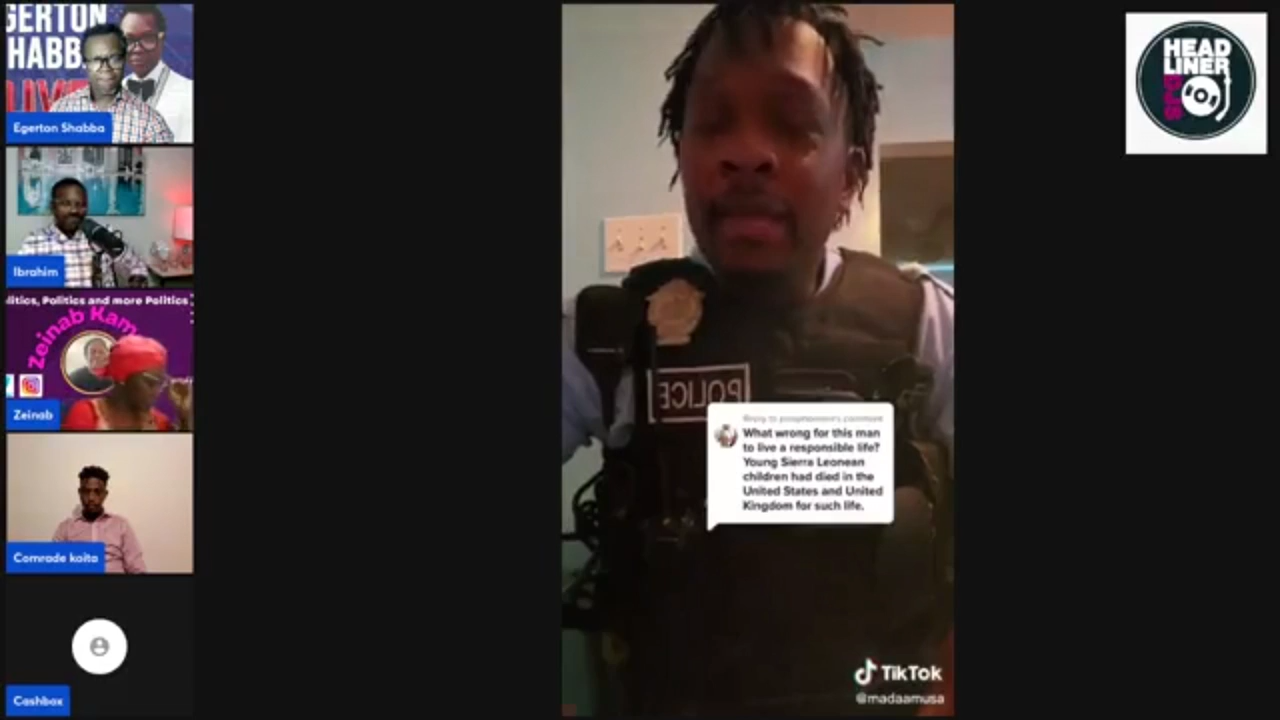 GERTON
HABB
LIVE
Egerton Shabba
Ibrahim
litics, Politics and more Politics
Zeinab Kam
Zeinab
Comrade koita
Cashbox
POLICE
What wrong for this man
to live a responsible life?
Young Sierra Leonean
children had died in the
United States and United
Kingdom for such life.
TikTok
@madaamusa
HEAD
LINER